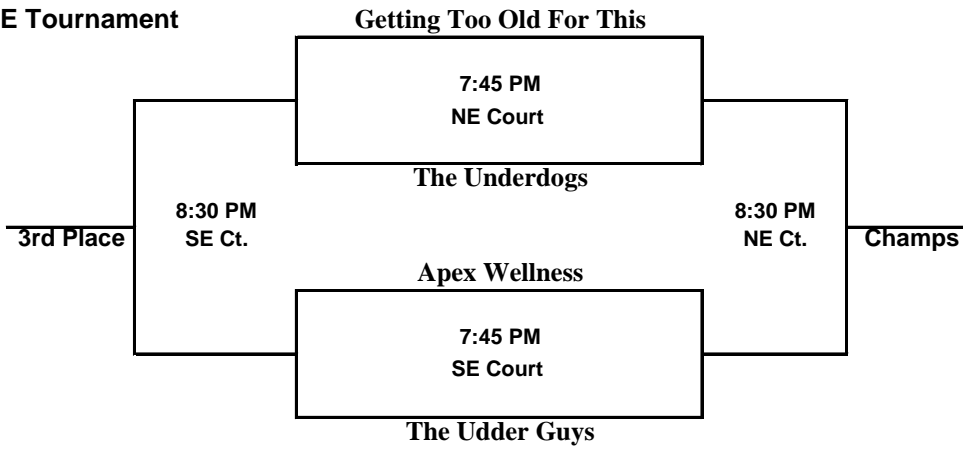 E Tournament
Getting Too Old For This
7:45 PM
NE Court
The Underdogs
8:30 PM
SE Ct.
3rd Place
8:30 PM
NE Ct.
Champs
Apex Wellness
7:45 PM
SE Court
The Udder Guys